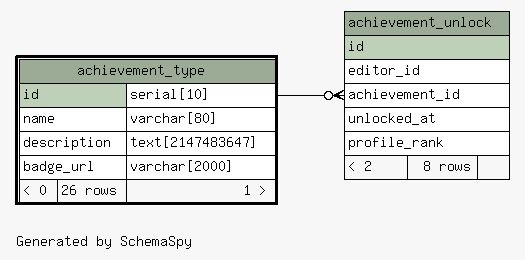 achievement_type
id serial[10]
name varchar[80]
description text[2147483647]
badge_url varchar[2000]
< 0 26 rows 1 >
achievement_unlock
id
editor_id
achievement_id
unlocked_at
profile_rank
< 2 8 rows
Generated by SchemaSpy